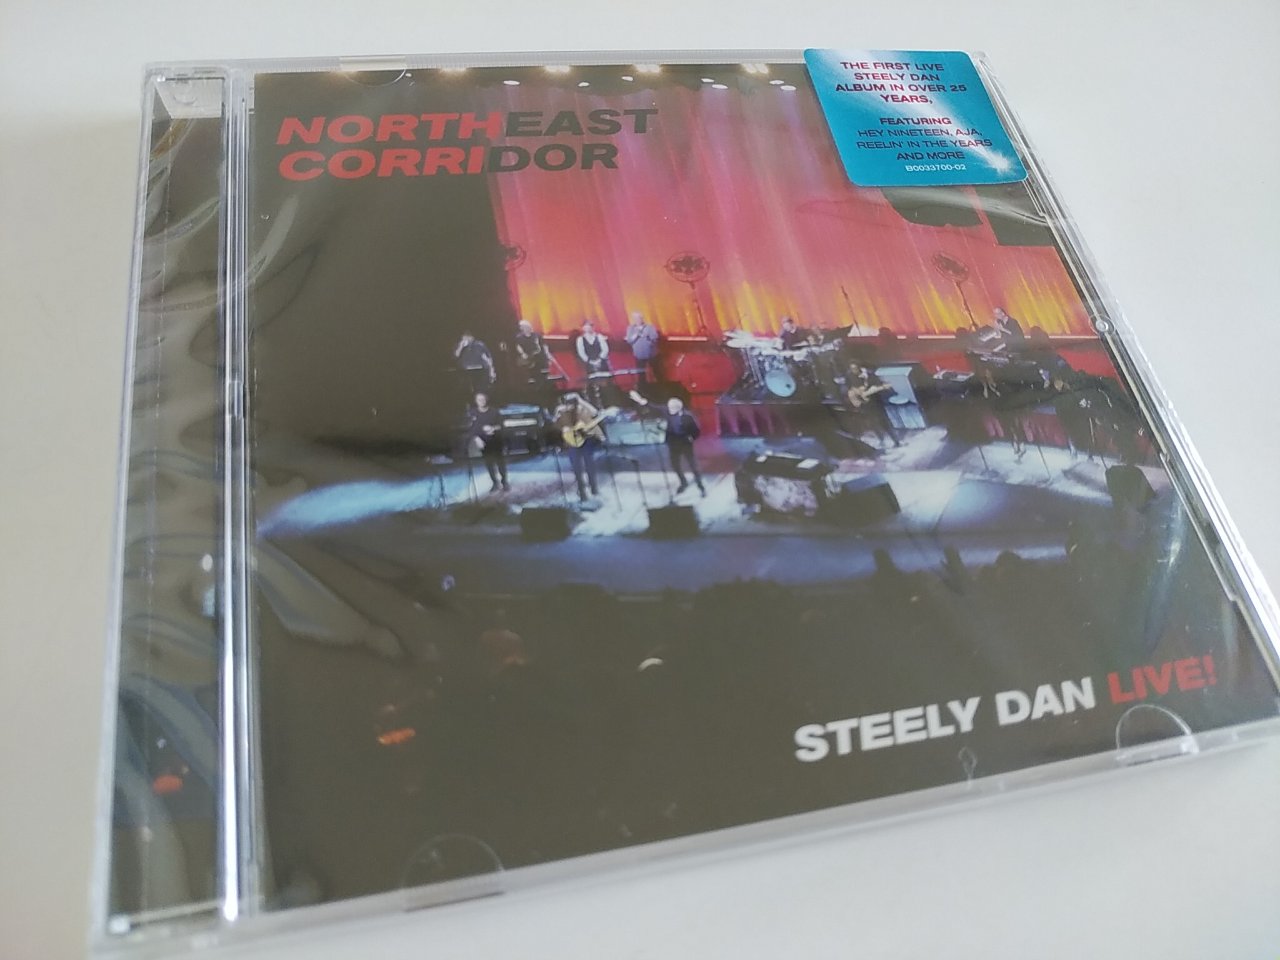 NORTHEAST
CORRIDOR
THE FIRST LIVE
STEELY DAN
ALBUM IN OVER 25
YEARS,
FEATURING
HEY NINETEEN, AJA,
REELIN' IN THE YEARS
AND MORE
B0033700-02
STEELY DAN LIVE!